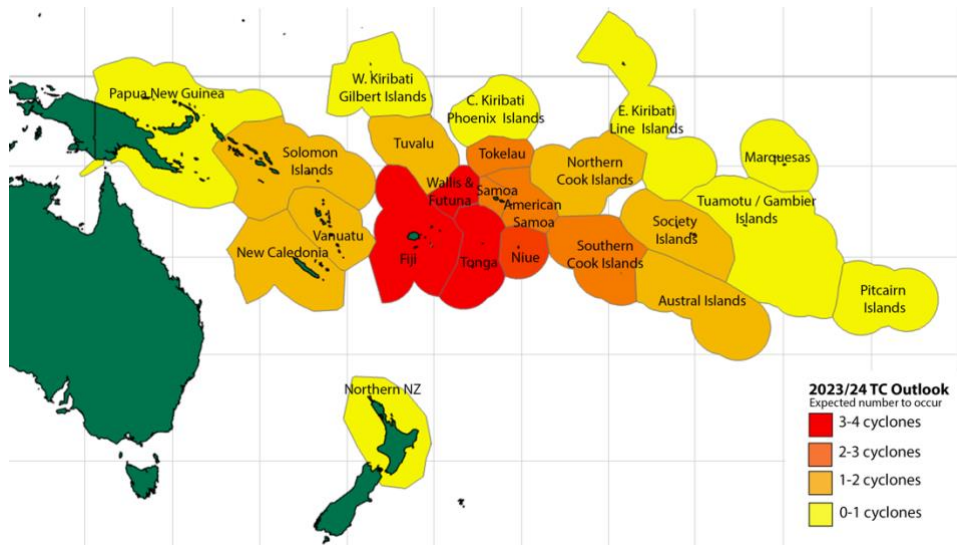 Papua New Guinea
W. Kiribati
Gilbert Islands
C. Kiribati
Phoenix Islands
E. Kiribati
Line Islands
Solomon
Islands
Tuvalu
Tokelau
Northern
Cook Islands
Marquesas
Wallis &
Futuna
Samoa
American
Samoa
Tuamotu / Gambier
Islands
Vanuatu
New Caledonia
Fiji
Tonga
Niue
Southern
Cook Islands
Society
Islands
Austral Islands
Pitcairn
Islands
Northern NZ
2023/24 TC Outlook
Expected number to occur
3-4 cyclones
2-3 cyclones
1-2 cyclones
0-1 cyclones